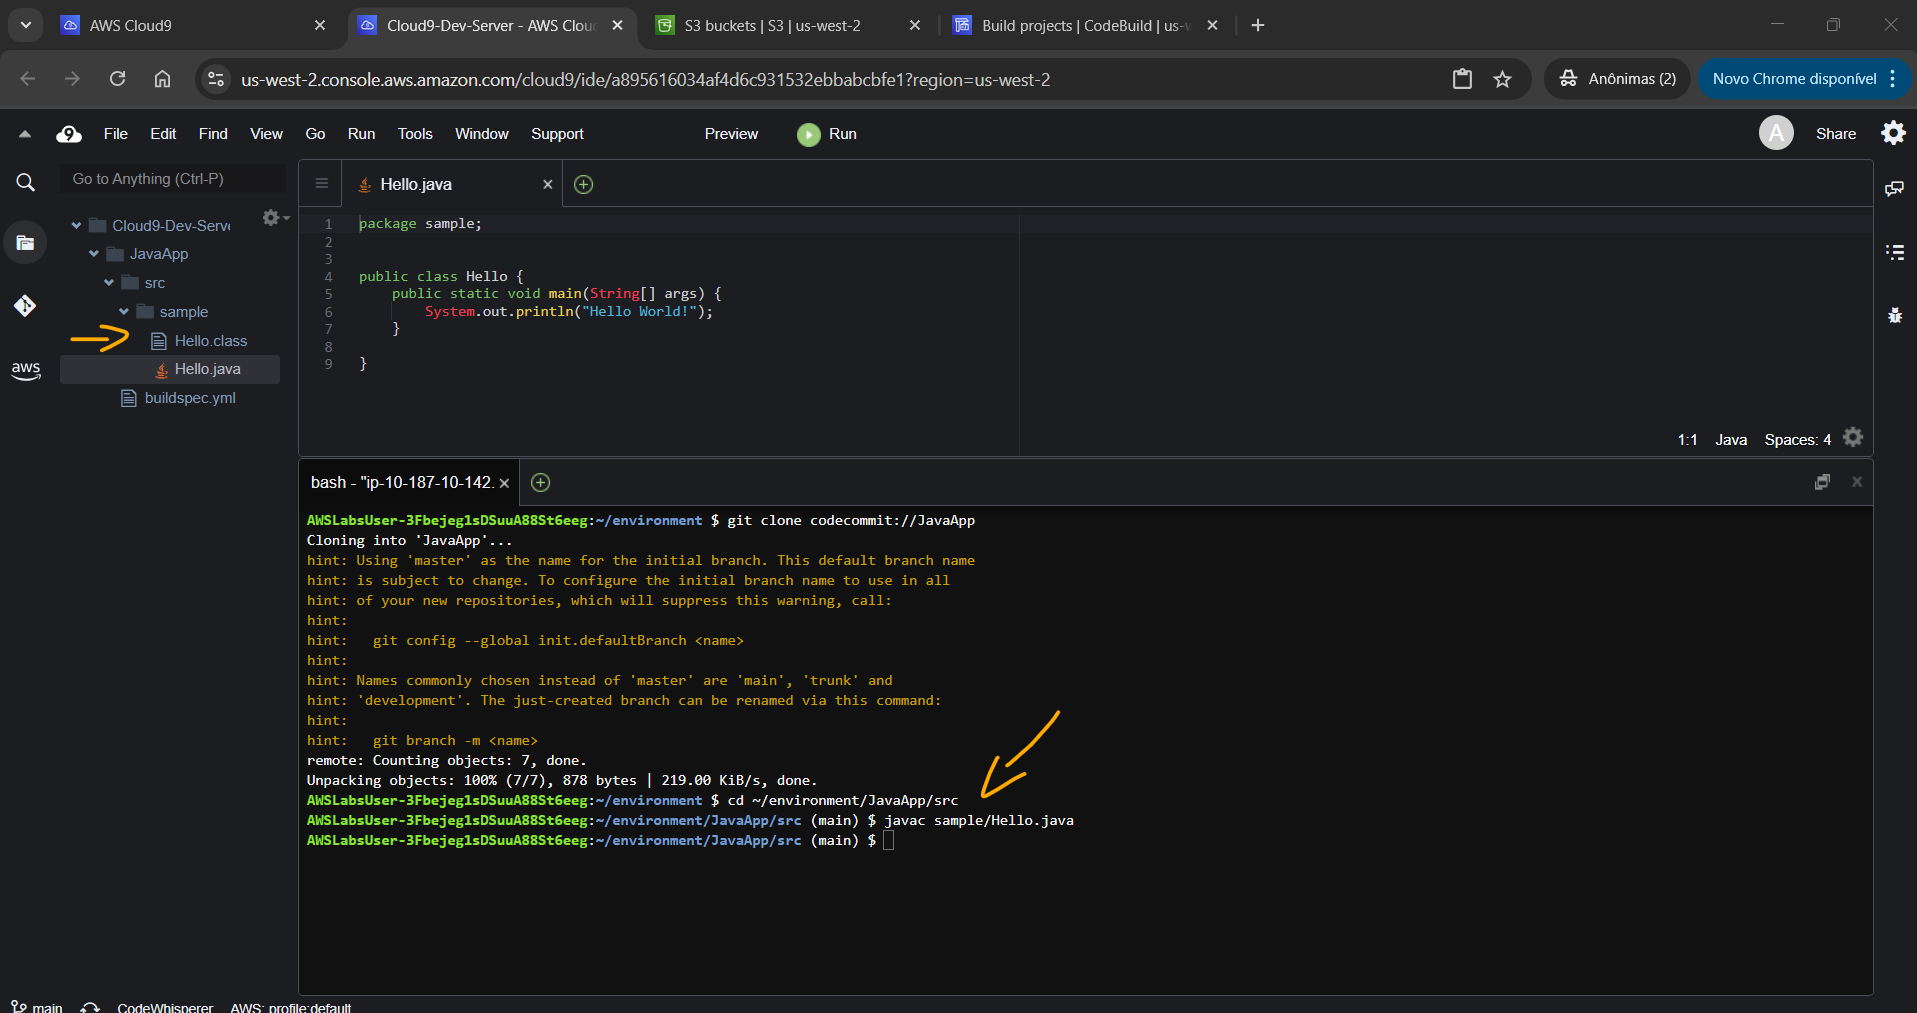 AWS Cloud9
Cloud9-Dev-Server - AWS Clou
S3 buckets | S3 | us-west-2
Build projects | CodeBuild | us-w
us-west-2.console.aws.amazon.com/cloud9/ide/a895616034af4d6c931532ebbabcbfe1?region=us-west-2
Anônimas (2)
Novo Chrome disponível
9 File Edit Find View Go Run Tools Window Support Preview Run
A Share
Go to Anything (Ctrl-P)
Cloud9-Dev-Serve
JavaApp
src
sample
Hello.class
Hello.java
buildspec.yml
aws
Hello.java
1 package sample;
2
3
4 public class Hello {
5 public static void main(String[] args) {
6 System.out.println("Hello World!");
7 }
8
9 }
1:1 Java Spaces: 4
bash - "ip-10-187-10-142.
AWSLabsUser-3Fbejeg1sDSuuA88St6eeg:~/environment $ git clone codecommit://JavaApp
Cloning into 'JavaApp'...
hint: Using 'master' as the name for the initial branch. This default branch name
hint: is subject to change. To configure the initial branch name to use in all
hint: of your new repositories, which will suppress this warning, call:
hint:
hint:   git config --global init.defaultBranch <name>
hint:
hint: Names commonly chosen instead of 'master' are 'main', 'trunk' and
hint: 'development'. The just-created branch can be renamed via this command:
hint:
hint:   git branch -m <name>
remote: Counting objects: 7, done.
Unpacking objects: 100% (7/7), 878 bytes | 219.00 KiB/s, done.
AWSLabsUser-3Fbejeg1sDSuuA88St6eeg:~/environment $ cd ~/environment/JavaApp/src
AWSLabsUser-3Fbejeg1sDSuuA88St6eeg:~/environment/JavaApp/src (main) $ javac sample/Hello.java
AWSLabsUser-3Fbejeg1sDSuuA88St6eeg:~/environment/JavaApp/src (main) $
main CodeWhisperer AWS: profile:default